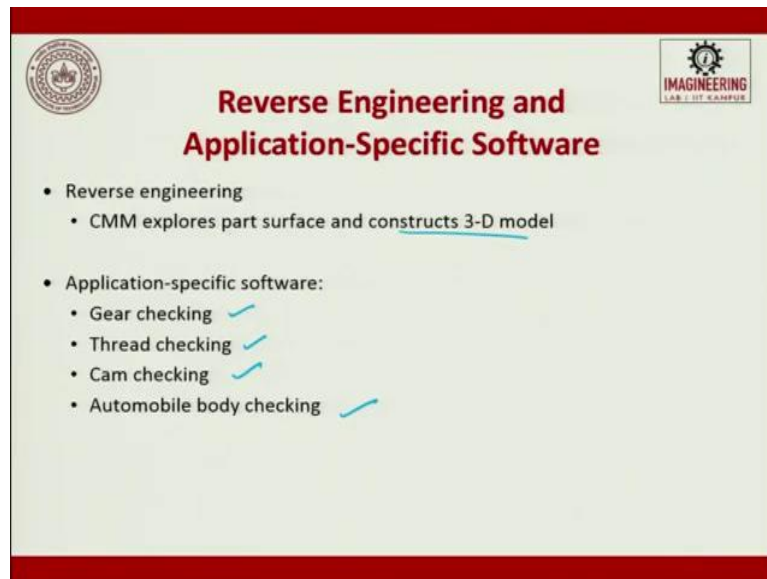 IMAGINEERING
LAB | IIT KANPUR
Reverse Engineering and
Application-Specific Software
• Reverse engineering
• CMM explores part surface and constructs 3-D model
• Application-specific software:
• Gear checking
• Thread checking
• Cam checking
• Automobile body checking